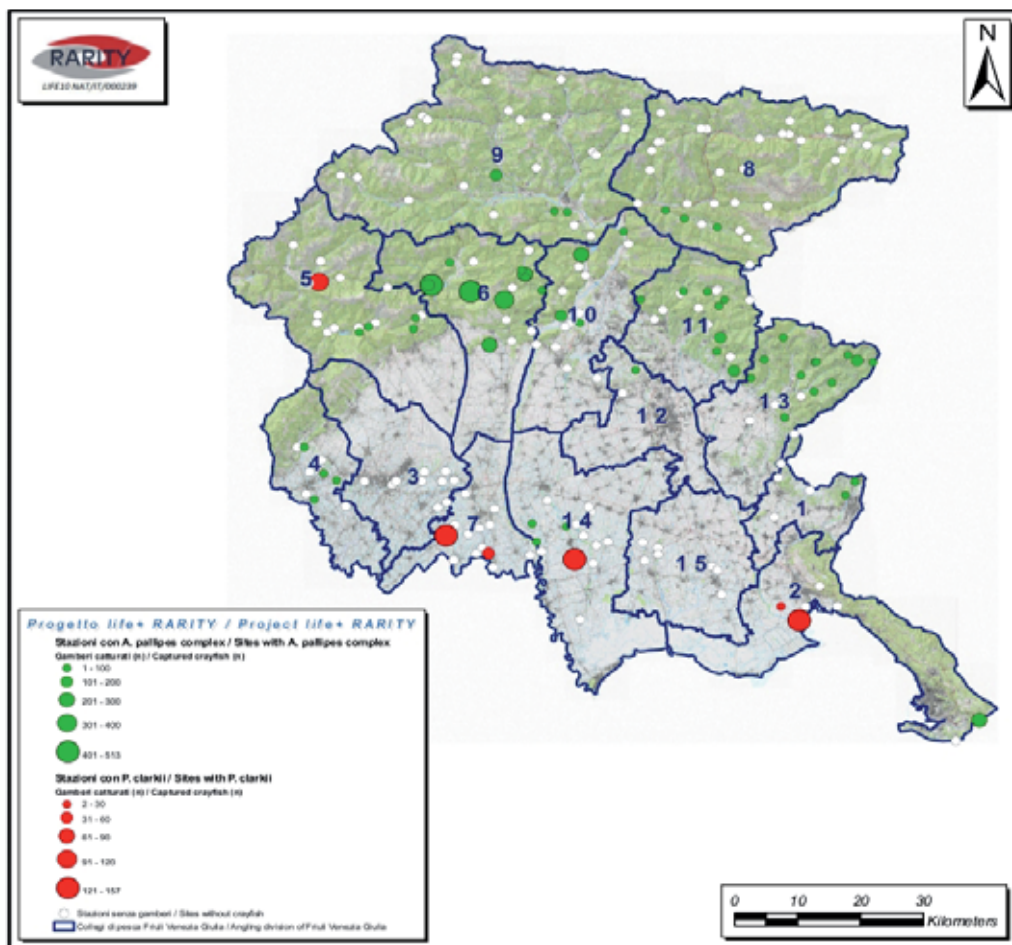 RARITY
LIFE10 NAT/IT/000239
N
9
8
5
6
10
11
12
13
4
3
7
14
1
15
2
Progetto life+ RARITY / Project life+ RARITY
Stazioni con A. pallipes complex / Sites with A. pallipes complex
Gamberi catturati (n) / Captured crayfish (n)
1 - 100
101 - 200
201 - 300
301 - 400
401 - 513
Stazioni con P. clarkii / Sites with P. clarkii
Gamberi catturati (n) / Captured crayfish (n)
2 - 30
31 - 60
61 - 90
91 - 120
121 - 157
Stazioni senza gamberi / Sites without crayfish
Collegi di pesca Friuli Venezia Giulia / Angling division of Friuli Venezia Giulia
0 10 20 30
Kilometers